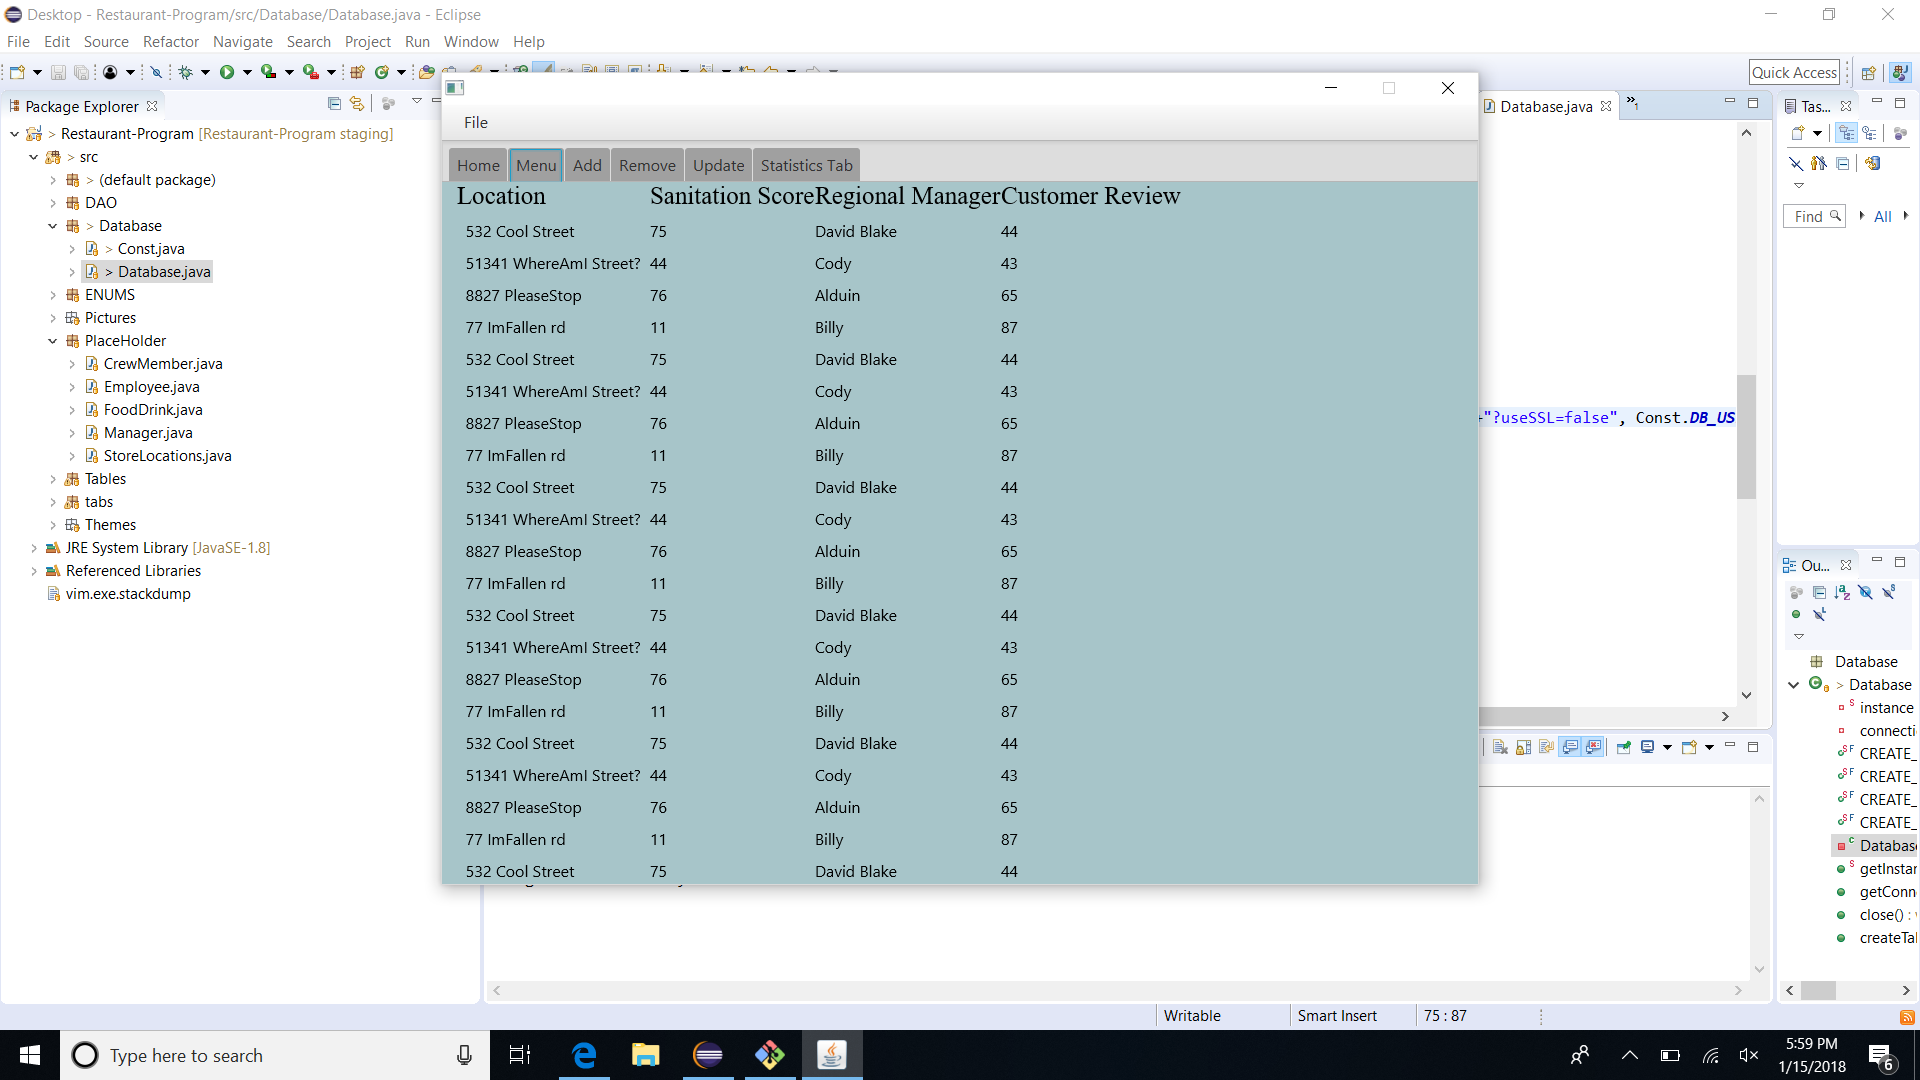 Desktop - Restaurant-Program/src/Database/Database.java - Eclipse
File Edit Source Refactor Navigate Search Project Run Window Help
Quick Access
Package Explorer
> Restaurant-Program [Restaurant-Program staging]
> src
> (default package)
DAO
> Database
> Const.java
> Database.java
ENUMS
Pictures
PlaceHolder
CrewMember.java
Employee.java
FoodDrink.java
Manager.java
StoreLocations.java
Tables
tabs
Themes
JRE System Library [JavaSE-1.8]
Referenced Libraries
vim.exe.stackdump
File
Home Menu Add Remove Update Statistics Tab
Location Sanitation Score Regional Manager Customer Review
532 Cool Street 75 David Blake 44
51341 WhereAmI Street? 44 Cody 43
8827 PleaseStop 76 Alduin 65
77 ImFallen rd 11 Billy 87
532 Cool Street 75 David Blake 44
51341 WhereAmI Street? 44 Cody 43
8827 PleaseStop 76 Alduin 65
77 ImFallen rd 11 Billy 87
532 Cool Street 75 David Blake 44
51341 WhereAmI Street? 44 Cody 43
8827 PleaseStop 76 Alduin 65
77 ImFallen rd 11 Billy 87
532 Cool Street 75 David Blake 44
51341 WhereAmI Street? 44 Cody 43
8827 PleaseStop 76 Alduin 65
77 ImFallen rd 11 Billy 87
532 Cool Street 75 David Blake 44
51341 WhereAmI Street? 44 Cody 43
8827 PleaseStop 76 Alduin 65
77 ImFallen rd 11 Billy 87
532 Cool Street 75 David Blake 44
Database.java
"?useSSL=false", Const.DB_US
Tas...
Find All
Ou...
Database
> Database
instance
connecti
CREATE_
CREATE_
CREATE_
CREATE_
Database
getInstan
getConn
close() :
createTal
Writable Smart Insert 75 : 87
Type here to search
5:59 PM
1/15/2018
6